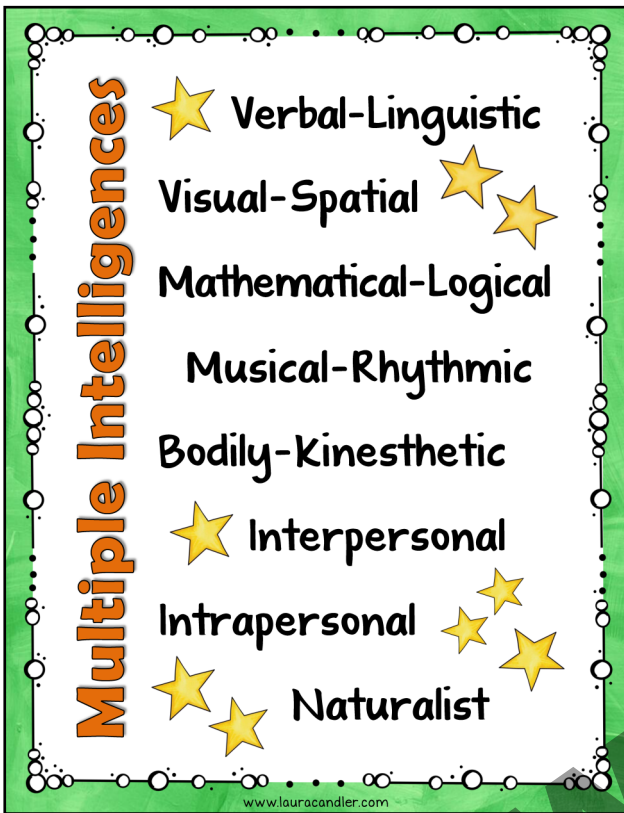 Multiple Intelligences
Verbal-Linguistic
Visual-Spatial
Mathematical-Logical
Musical-Rhythmic
Bodily-Kinesthetic
Interpersonal
Intrapersonal
Naturalist
www.lauracandler.com